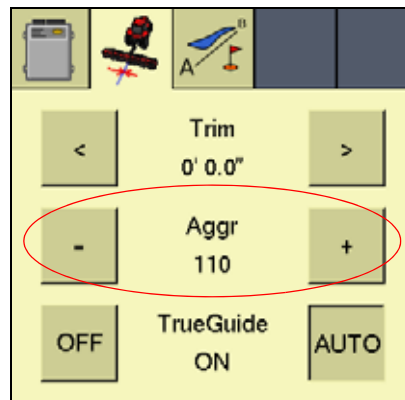 A B
< Trim >
0' 0.0"
- Aggr +
110
OFF TrueGuide AUTO
ON